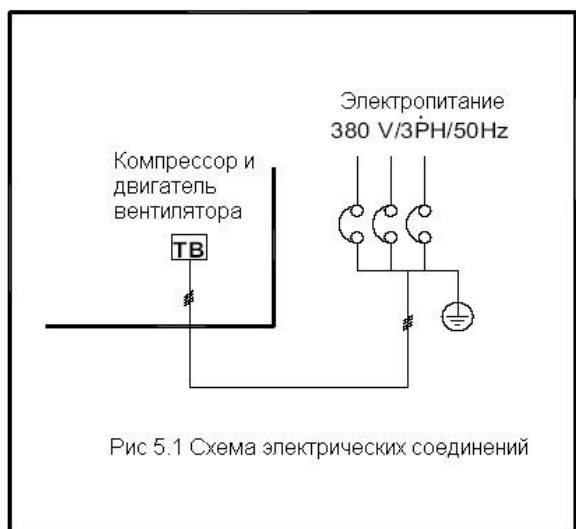 Электропитание
380 V/3PH/50Hz
Компрессор и
двигатель
вентилятора
TB
Рис 5.1 Схема электрических соединений